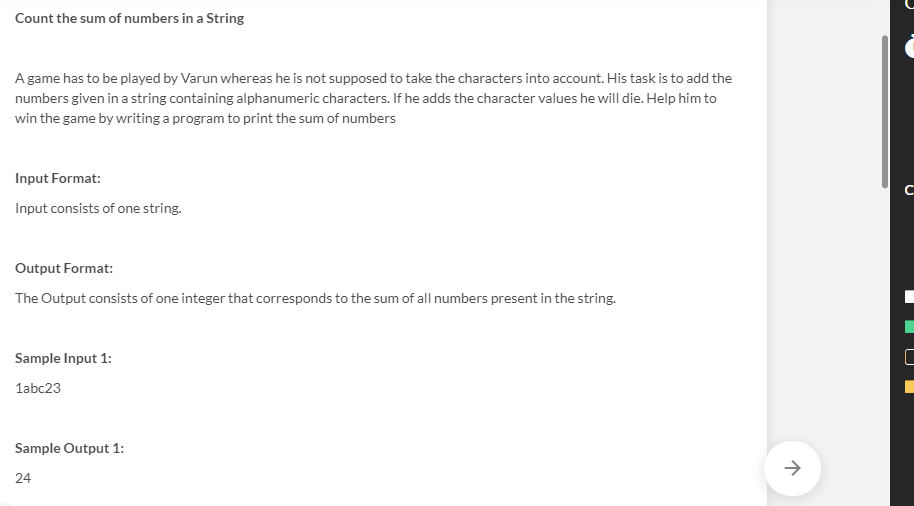 Count the sum of numbers in a String
A game has to be played by Varun whereas he is not supposed to take the characters into account. His task is to add the
numbers given in a string containing alphanumeric characters. If he adds the character values he will die. Help him to
win the game by writing a program to print the sum of numbers
Input Format:
Input consists of one string.
Output Format:
The Output consists of one integer that corresponds to the sum of all numbers present in the string.
Sample Input 1:
1abc23
Sample Output 1:
24